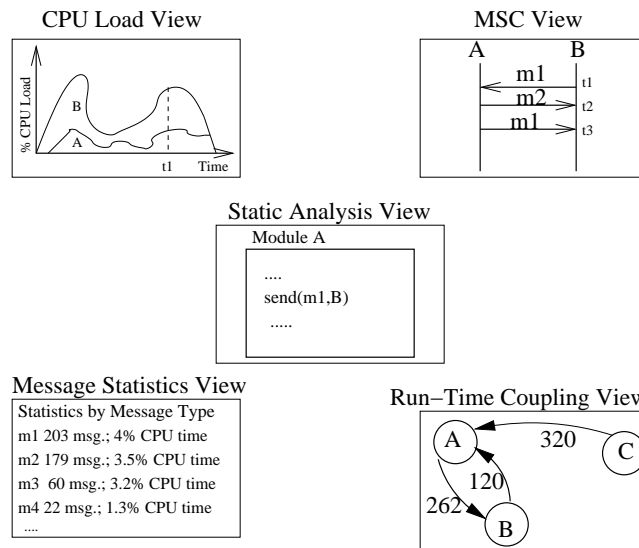 CPU Load View
% CPU Load
B
A
t1
Time
MSC View
A B
m1
t1
m2
t2
m1
t3
Static Analysis View
Module A
....
send(m1,B)
.....
Message Statistics View
Statistics by Message Type
m1 203 msg.; 4% CPU time
m2 179 msg.; 3.5% CPU time
m3 60 msg.; 3.2% CPU time
m4 22 msg.; 1.3% CPU time
....
Run−Time Coupling View
A
320
C
120
262
B